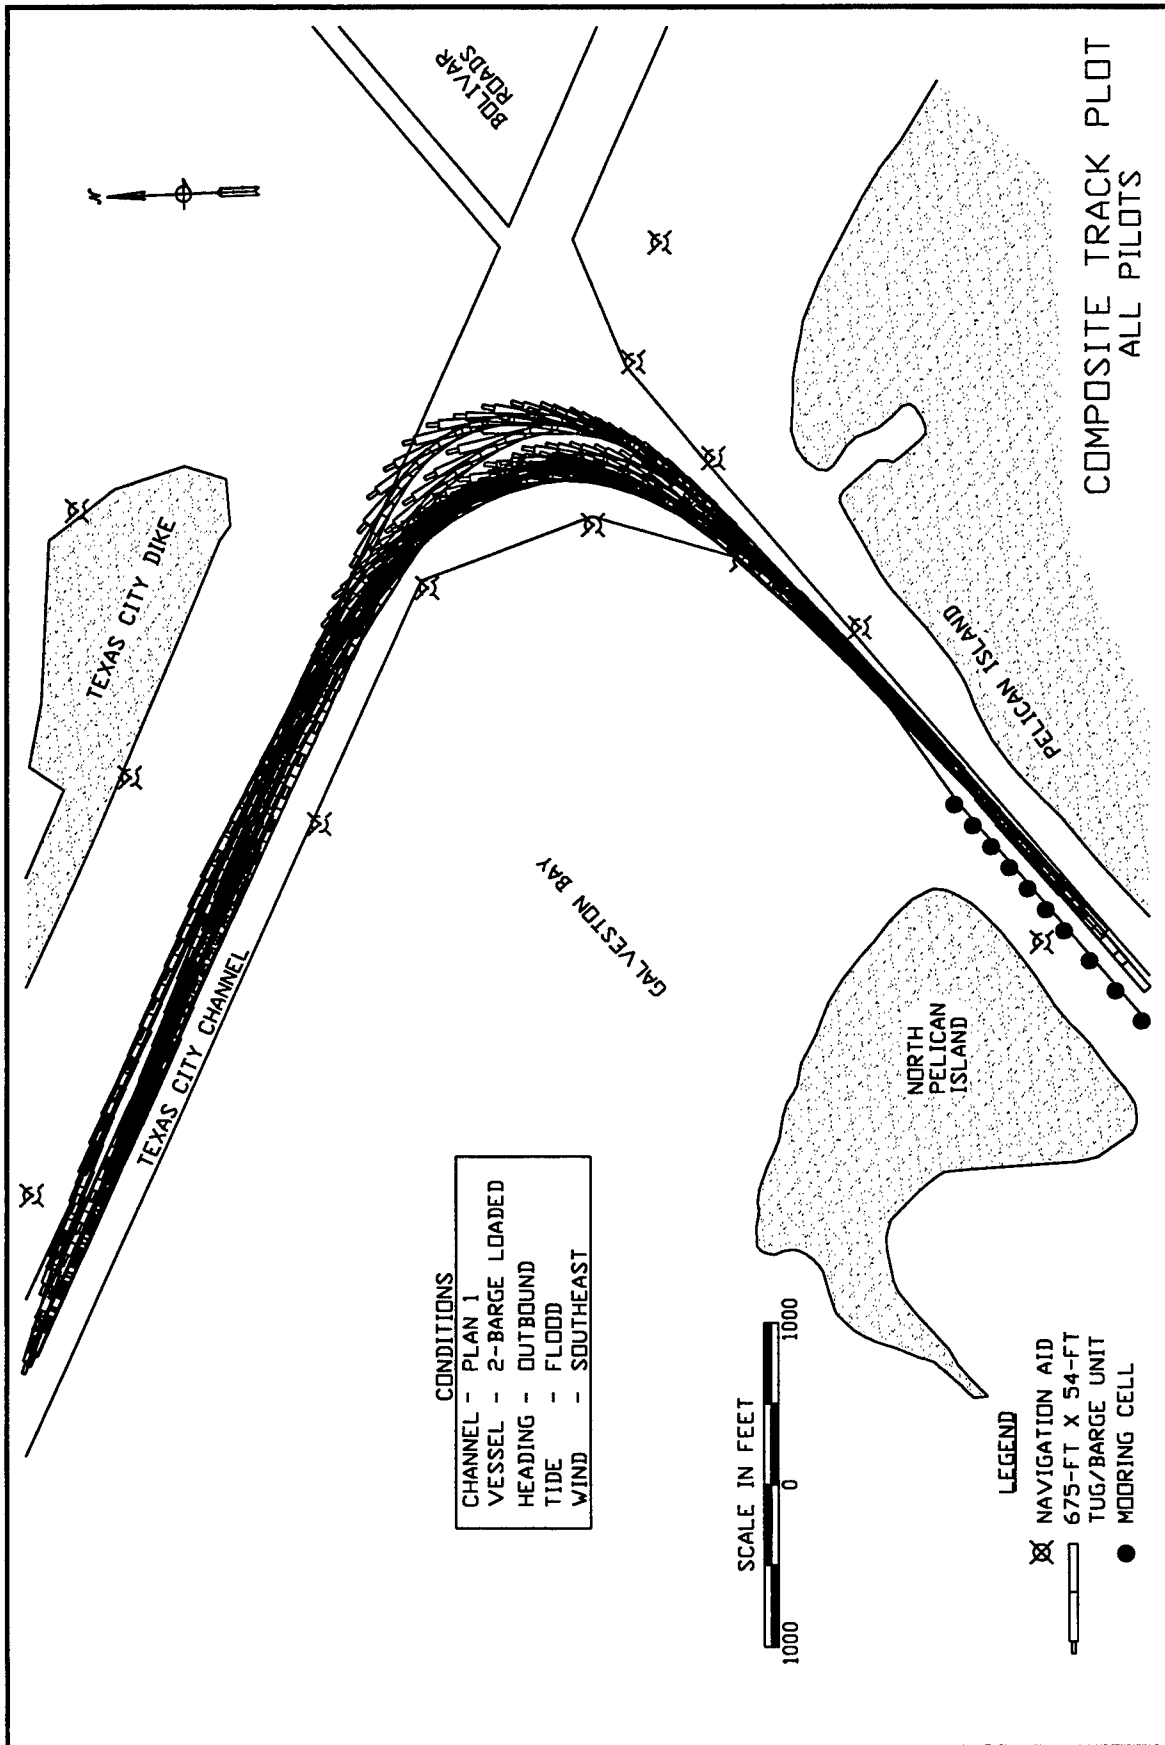 BOLIVAR
ROADS
N
TEXAS CITY DIKE
TEXAS CITY CHANNEL
GALVESTON BAY
PELICAN ISLAND
NORTH
PELICAN
ISLAND
CONDITIONS
CHANNEL - PLAN 1
VESSEL - 2-BARGE LOADED
HEADING - OUTBOUND
TIDE - FLOOD
WIND - SOUTHEAST
SCALE IN FEET
1000 0 1000
LEGEND
NAVIGATION AID
675-FT X 54-FT
TUG/BARGE UNIT
MOORING CELL
COMPOSITE TRACK PLOT
ALL PILOTS